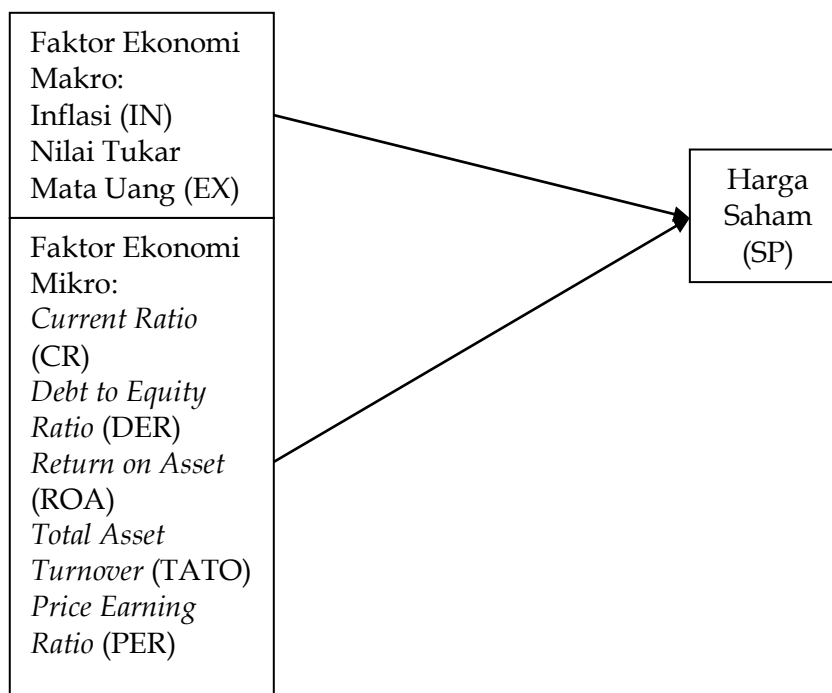 Faktor Ekonomi
Makro:
Inflasi (IN)
Nilai Tukar
Mata Uang (EX)
Faktor Ekonomi
Mikro:
Current Ratio
(CR)
Debt to Equity
Ratio (DER)
Return on Asset
(ROA)
Total Asset
Turnover (TATO)
Price Earning
Ratio (PER)
Harga
Saham
(SP)